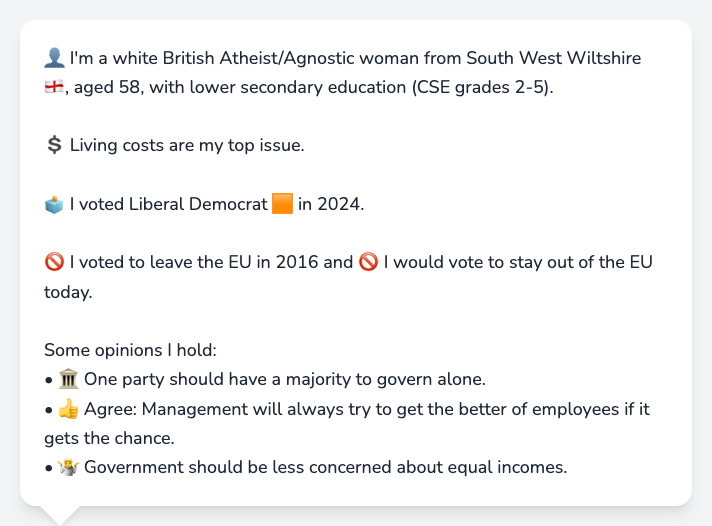 👤 I'm a white British Atheist/Agnostic woman from South West Wiltshire
🏴󠁧󠁢󠁥󠁮󠁧󠁿, aged 58, with lower secondary education (CSE grades 2-5).
💲 Living costs are my top issue.
🗳️ I voted Liberal Democrat 🟧 in 2024.
🚫 I voted to leave the EU in 2016 and 🚫 I would vote to stay out of the EU
today.
Some opinions I hold:
• 🏛️ One party should have a majority to govern alone.
• 👍 Agree: Management will always try to get the better of employees if it
gets the chance.
• 🤷 Government should be less concerned about equal incomes.